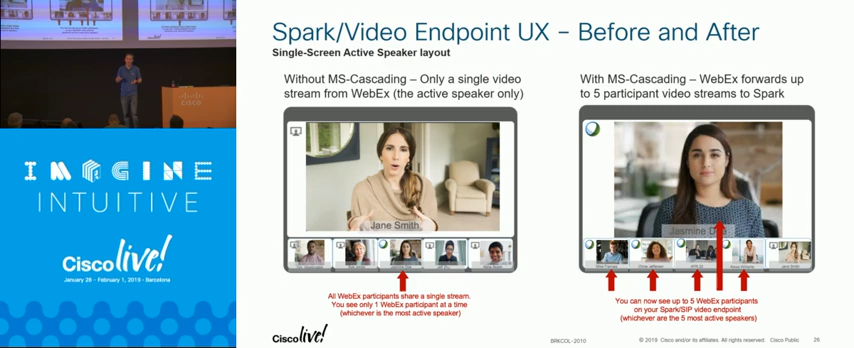 Spark/Video Endpoint UX – Before and After
Single-Screen Active Speaker layout
Without MS-Cascading – Only a single video
stream from WebEx (the active speaker only)
With MS-Cascading – WebEx forwards up
to 5 participant video streams to Spark
Jane Smith
Jasmine
All WebEx participants share a single stream.
You see only 1 WebEx participant at a time
(whichever is the most active speaker)
You can now see up to 5 WebEx participants
on your Spark/SIP video endpoint
(whichever are the 5 most active speakers)
IMAGINE
INTUITIVE
Cisco live!
January 28 – February 1, 2019 · Barcelona
Cisco live!
BRKCOL-2010
© 2019 Cisco and/or its affiliates. All rights reserved. Cisco Public
26
cisco